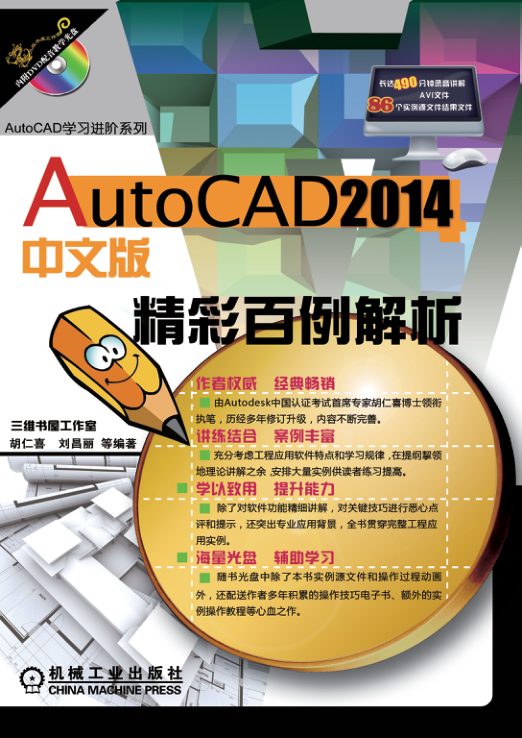 内附DVD配音教学光盘
长达490分钟录音讲解
AVI文件
86个实例源文件结果文件
AutoCAD学习进阶系列
AutoCAD2014
中文版
精彩百例解析
作者权威 经典畅销
由Autodesk中国认证考试首席专家胡仁喜博士领衔
执笔，历经多年修订升级，内容不断完善。
讲练结合 案例丰富
充分考虑工程应用软件特点和学习规律，在提纲挈领
地理论讲解之余，安排大量实例供读者练习提高。
学以致用 提升能力
除了对软件功能精细讲解，对关键技巧进行悉心点
评和提示，还突出专业应用背景，全书贯穿完整工程应
用实例。
海量光盘 辅助学习
随书光盘中除了本书实例源文件和操作过程动画
外，还配送作者多年积累的操作技巧电子书、额外的实
例操作教程等心血之作。
三维书屋工作室
胡仁喜 刘昌丽 等编著
机械工业出版社
CHINA MACHINE PRESS